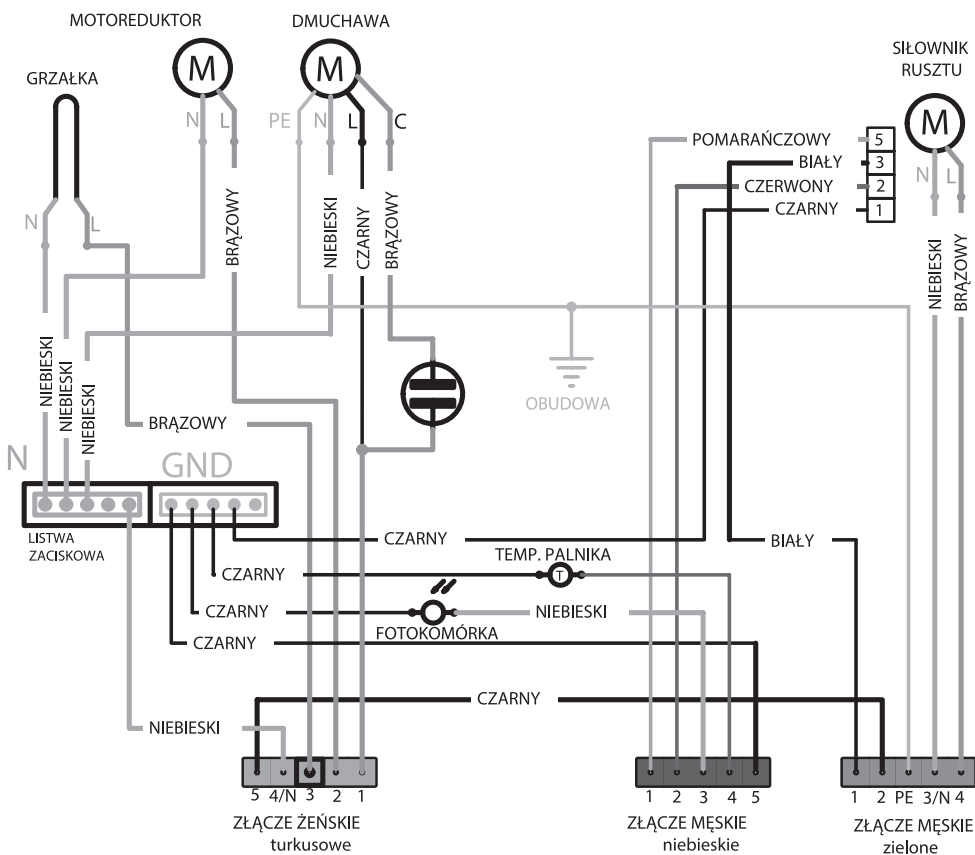 MOTOREDUKTOR
DMUCHAWA
SIŁOWNIK
RUSZTU
GRZAŁKA
M
M
M
N
L
PE
N
L
C
N
L
N
L
POMARAŃCZOWY
5
BIAŁY
3
CZERWONY
2
CZARNY
1
BRĄZOWY
NIEBIESKI
CZARNY
BRĄZOWY
NIEBIESKI
BRĄZOWY
NIEBIESKI
NIEBIESKI
NIEBIESKI
BRĄZOWY
OBUDOWA
N
GND
LISTWA
ZACISKOWA
CZARNY
BIAŁY
TEMP. PALNIKA
CZARNY
T
CZARNY
NIEBIESKI
FOTOKOMÓRKA
CZARNY
CZARNY
NIEBIESKI
5 4/N 3 2 1
1 2 3 4 5
1 2 PE 3/N 4
ZŁĄCZE ŻEŃSKIE
turkusowe
ZŁĄCZE MĘSKIE
niebieskie
ZŁĄCZE MĘSKIE
zielone